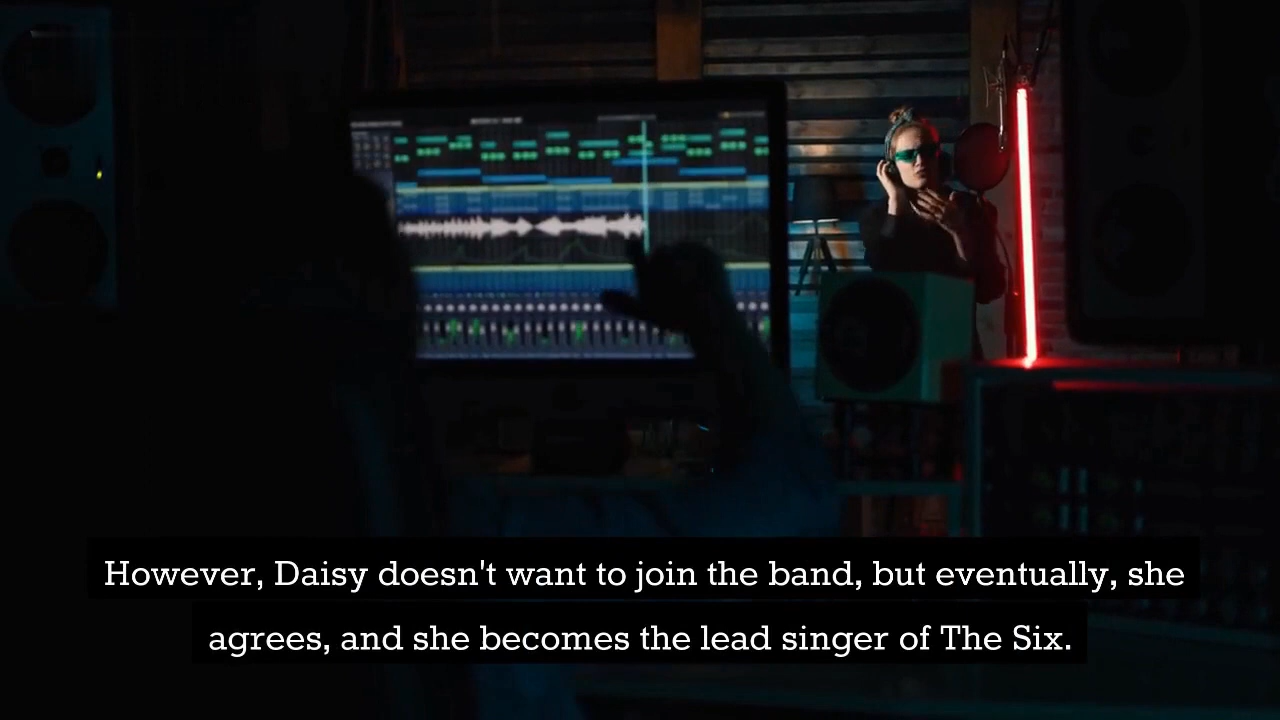 However, Daisy doesn't want to join the band, but eventually, she
agrees, and she becomes the lead singer of The Six.